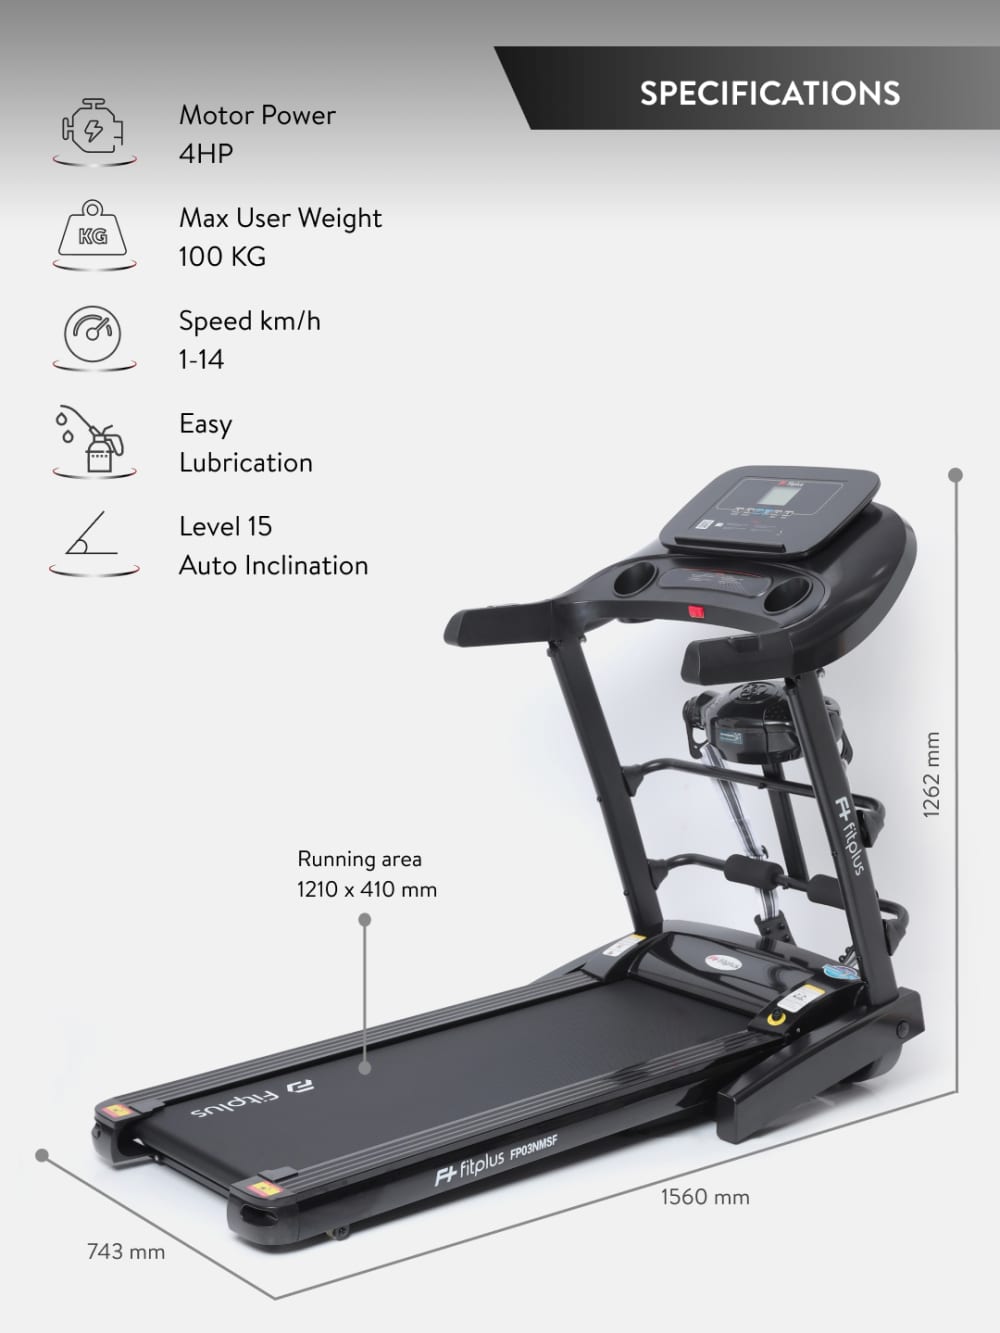 SPECIFICATIONS
Motor Power
4HP
KG
Max User Weight
100 KG
Speed km/h
1-14
Easy
Lubrication
Level 15
Auto Inclination
fitplus
1262 mm
Running area
1210 x 410 mm
fitplus
fitplus
fitplus FP03NMSF
1560 mm
743 mm